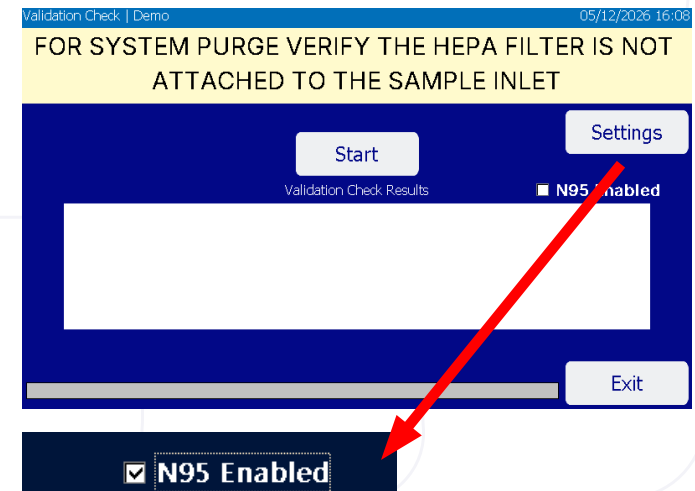 Validation Check | Demo 05/12/2026 16:08
FOR SYSTEM PURGE VERIFY THE HEPA FILTER IS NOT
ATTACHED TO THE SAMPLE INLET
Settings
Start
Validation Check Results
N95 Enabled
Exit
N95 Enabled